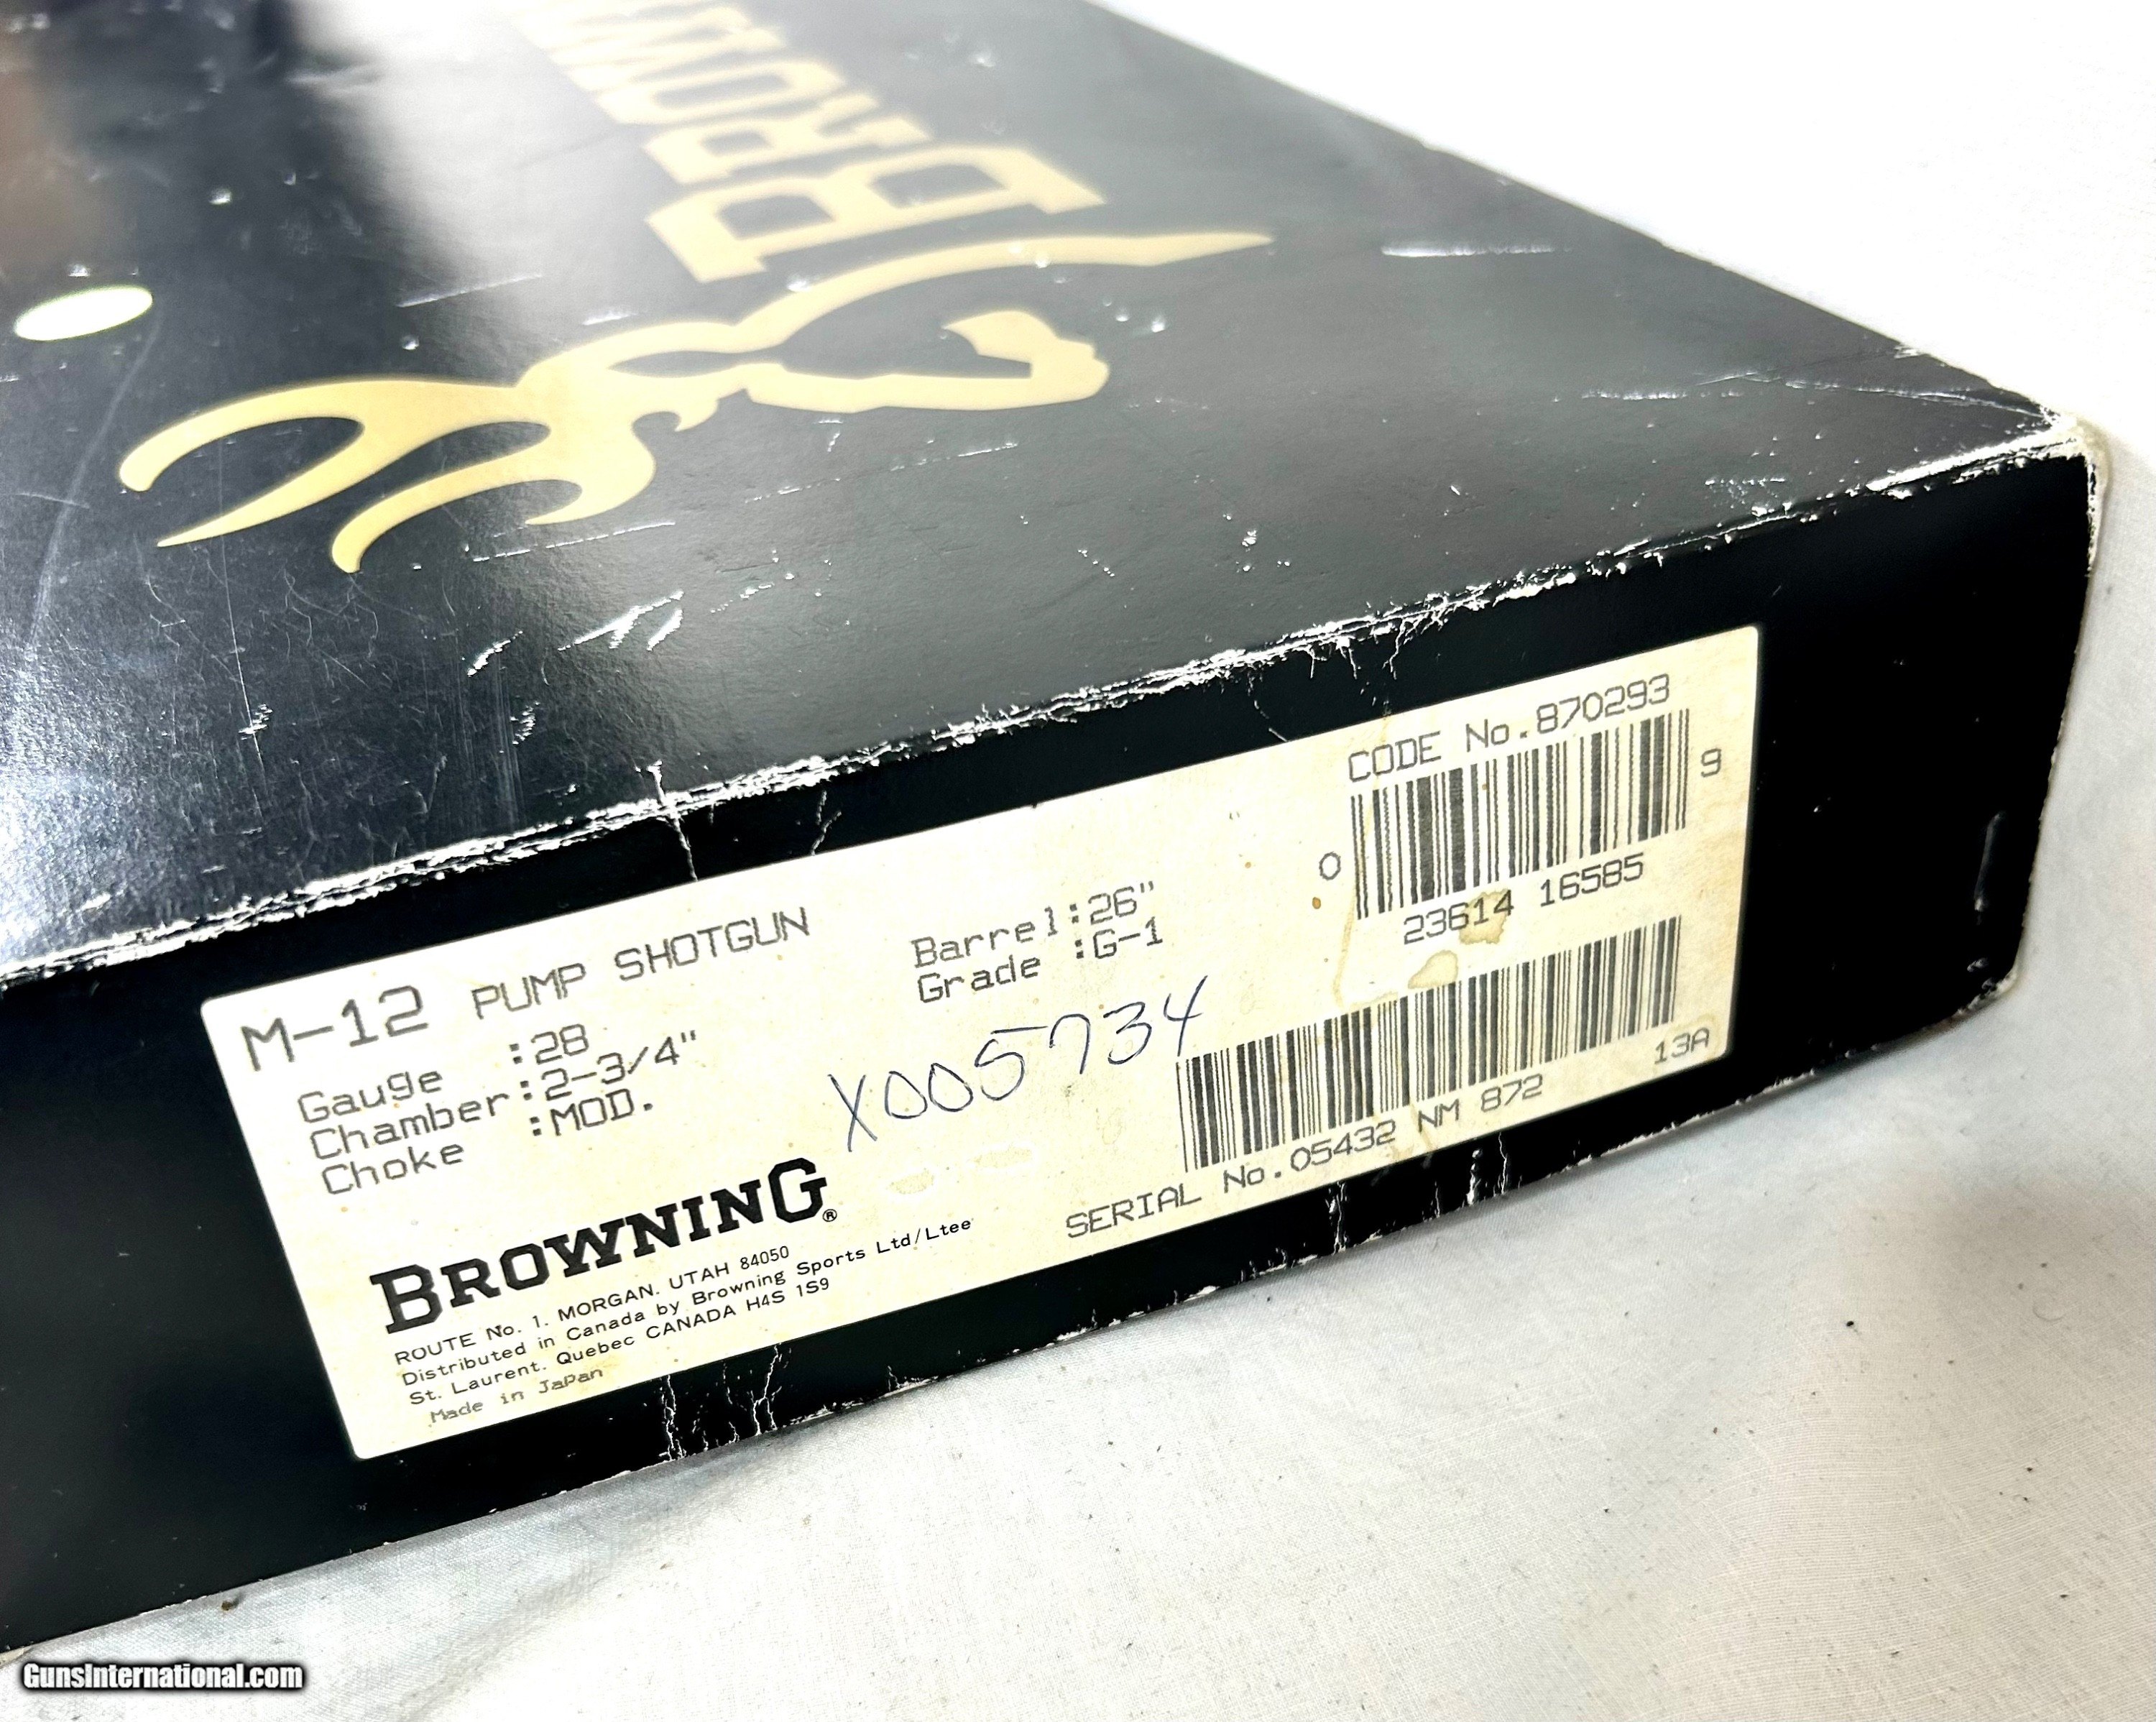 BROW
CODE No.870293
0
9
23614 16585
M-12 PUMP SHOTGUN
Barrel:26"
Grade :G-1
Gauge :28
Chamber:2-3/4"
Choke :MOD.
X005734
13A
SERIAL No.05432 NM 872
BROWNING®
ROUTE No. 1, MORGAN, UTAH 84050
Distributed in Canada by Browning Sports Ltd/Ltee
St. Laurent, Quebec CANADA H4S 1S9
Made in Japan
GunsInternational.com